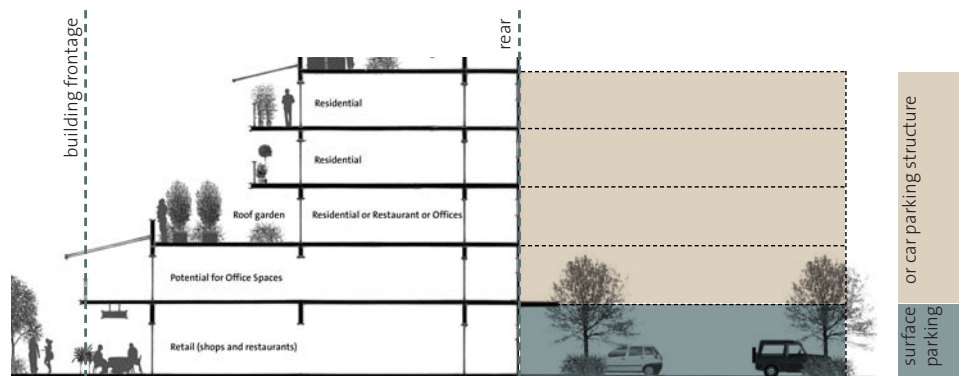 building frontage
rear
Residential
Residential
Roof garden
Residential or Restaurant or Offices
Potential for Office Spaces
Retail (shops and restaurants)
or car parking structure
surface
parking